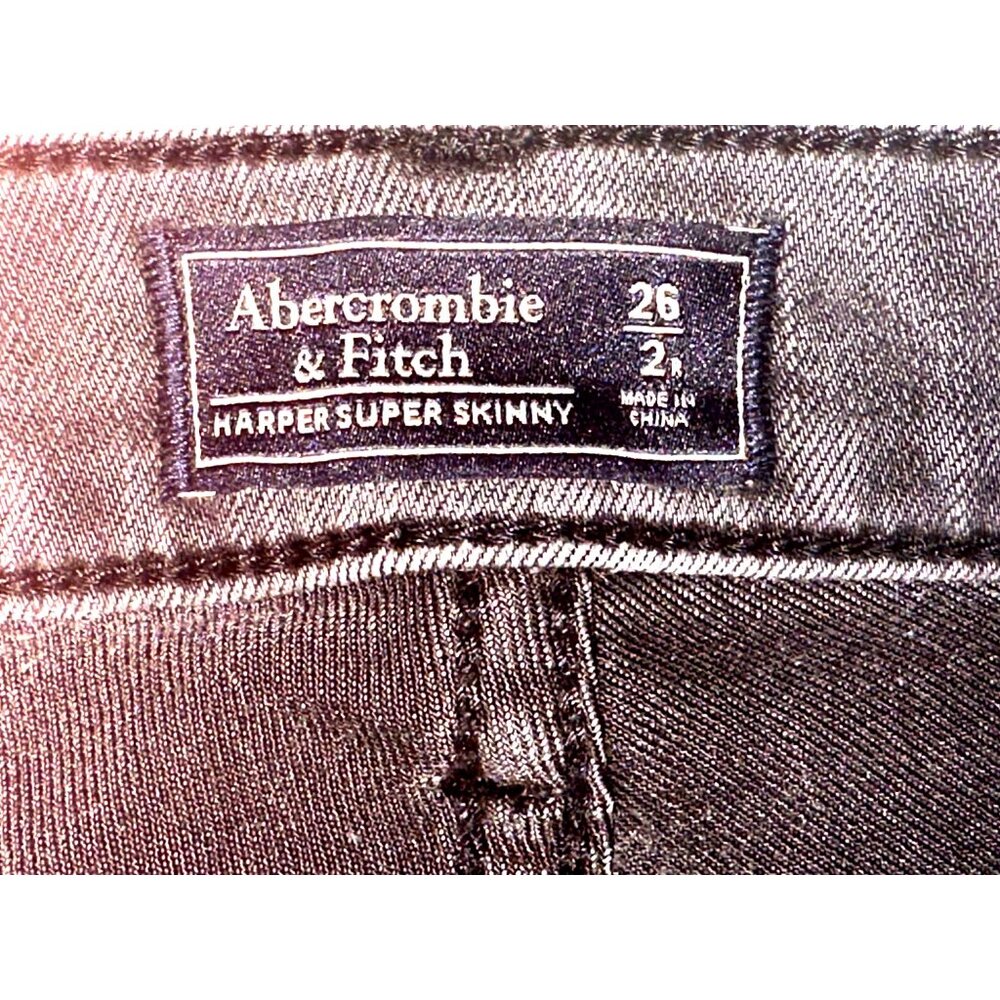 Abercrombie
& Fitch
HARPER SUPER SKINNY
26
2R
MADE IN
CHINA